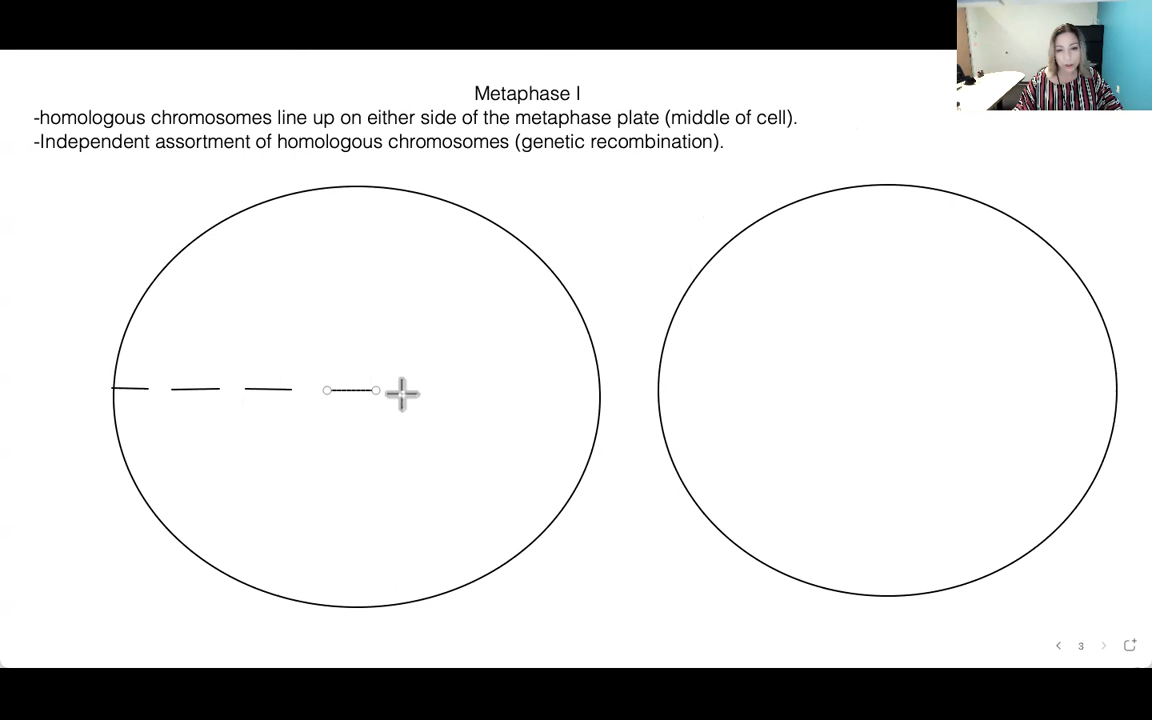 Metaphase I
-homologous chromosomes line up on either side of the metaphase plate (middle of cell).
-Independent assortment of homologous chromosomes (genetic recombination).
3